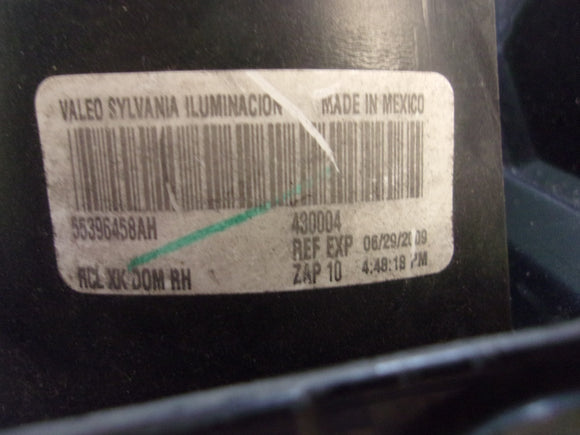 VALEO SYLVANIA ILUMINACION MADE IN MEXICO
55396458AH 430004
REF EXP 06/29/2009
RCL XK DOM RH ZAP 10 4:48:18 PM